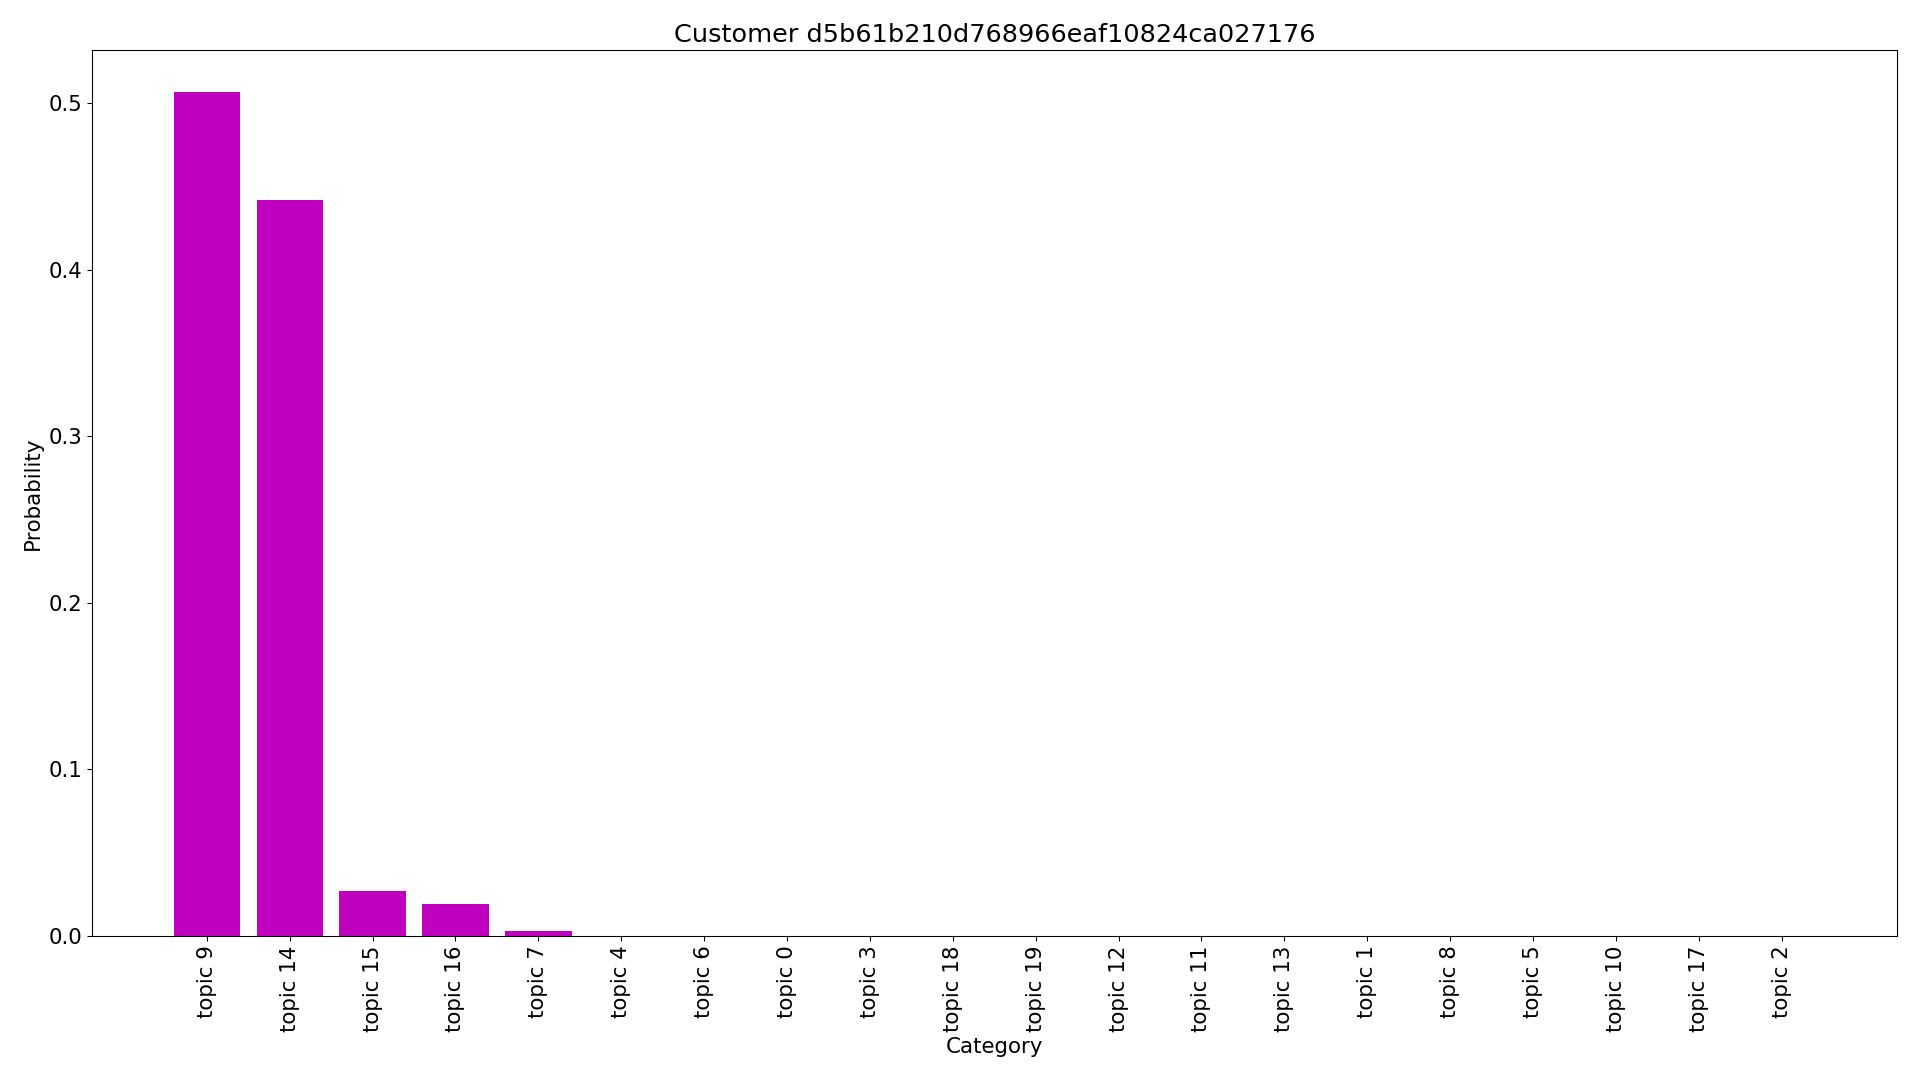 Customer d5b61b210d768966eaf10824ca027176
Probability
0.5
0.4
0.3
0.2
0.1
0.0
topic 9
topic 14
topic 15
topic 16
topic 7
topic 4
topic 6
topic 0
topic 3
topic 18
topic 19
topic 12
topic 11
topic 13
topic 1
topic 8
topic 5
topic 10
topic 17
topic 2
Category